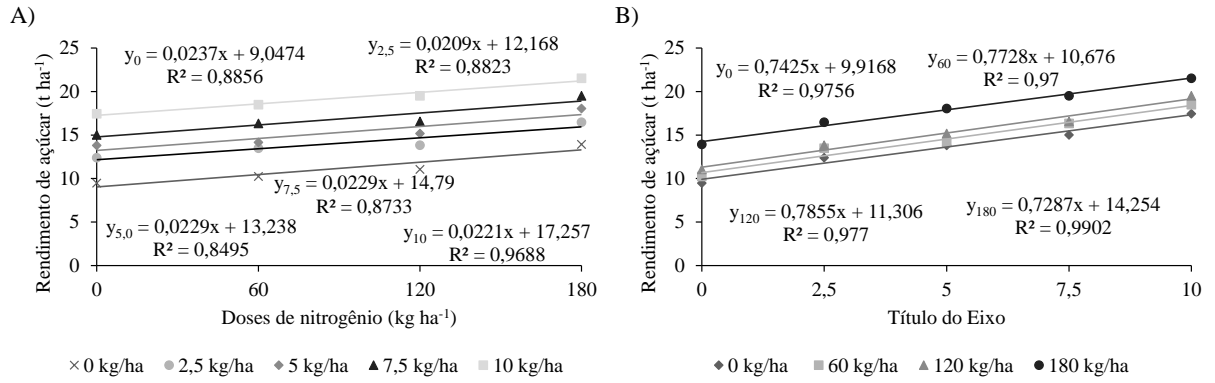 A)
Rendimento de açúcar (t ha⁻¹)
25
20
15
10
5
0
y₀ = 0,0237x + 9,0474
R² = 0,8856
y₂,₅ = 0,0209x + 12,168
R² = 0,8823
y₇,₅ = 0,0229x + 14,79
R² = 0,8733
y₅,₀ = 0,0229x + 13,238
R² = 0,8495
y₁₀ = 0,0221x + 17,257
R² = 0,9688
0 60 120 180
Doses de nitrogênio (kg ha⁻¹)
0 kg/ha 2,5 kg/ha 5 kg/ha 7,5 kg/ha 10 kg/ha
B)
Rendimento de açúcar (t ha⁻¹)
25
20
15
10
5
0
y₀ = 0,7425x + 9,9168
R² = 0,9756
y₆₀ = 0,7728x + 10,676
R² = 0,97
y₁₂₀ = 0,7855x + 11,306
R² = 0,977
y₁₈₀ = 0,7287x + 14,254
R² = 0,9902
0 2,5 5 7,5 10
Título do Eixo
0 kg/ha 60 kg/ha 120 kg/ha 180 kg/ha